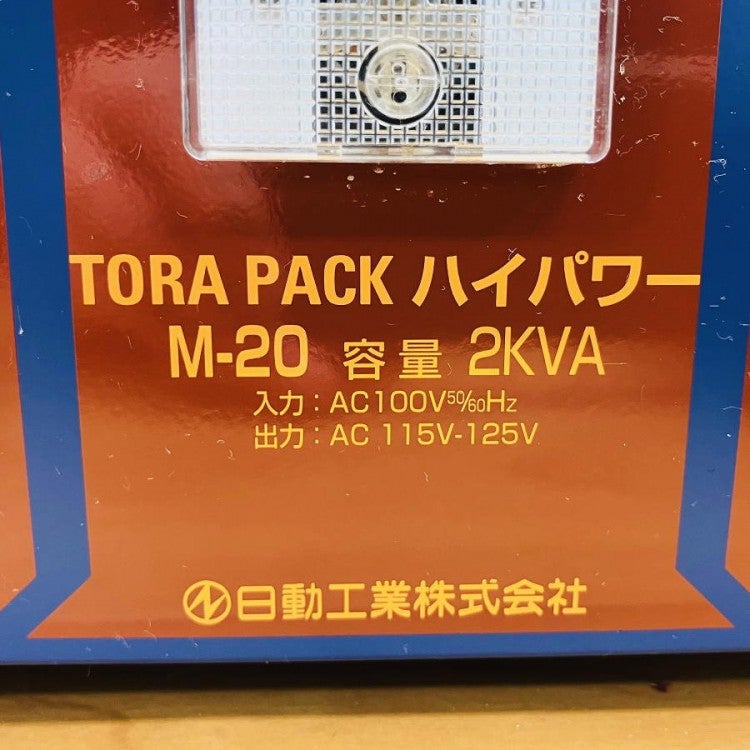 TORA PACK ハイパワー
M-20 容量 2KVA
入力：AC100V50/60Hz
出力：AC 115V-125V
日動工業株式会社